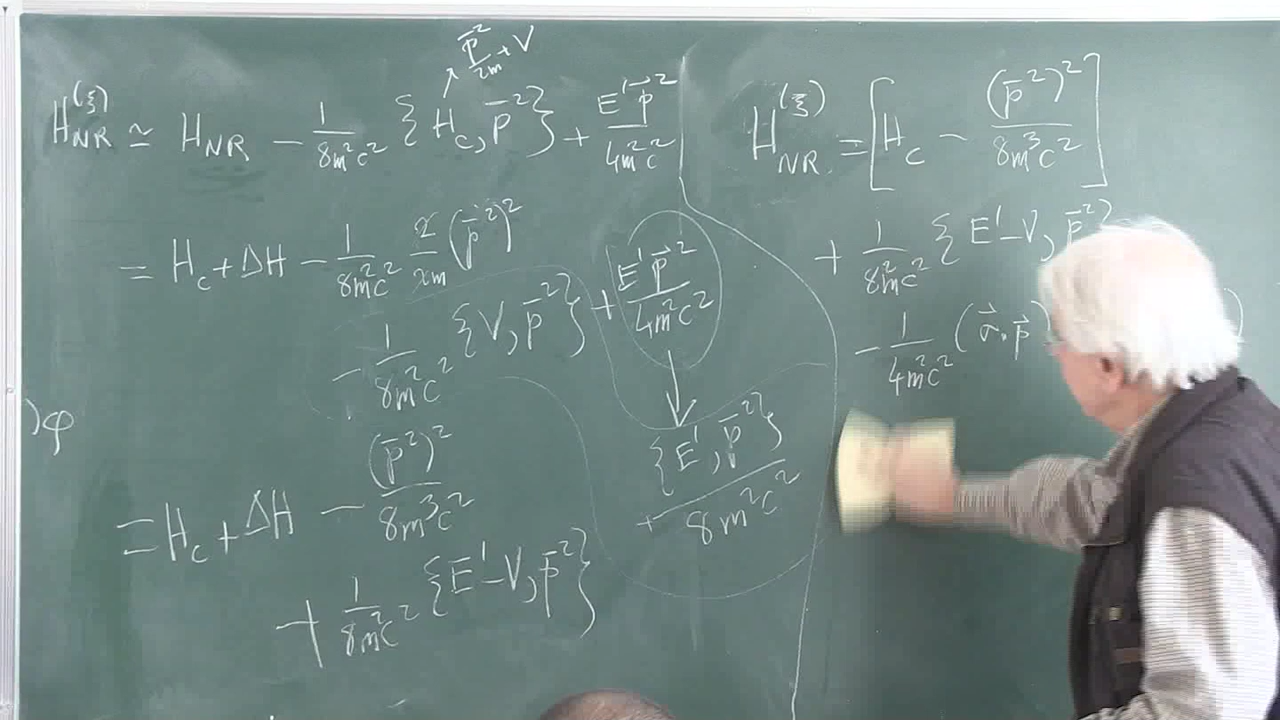 p̄²/2m + V
H_NR^(ξ) ≃ H_NR − 1/8m²c² {H_c, p̄²} + E' p̄²/4m²c²
= H_c + ΔH − 1/8m²c² 2/2m (p̄²)²
− 1/8m²c² {V, p̄²} + E' p̄²/4m²c²
+ {E', p̄²}/8m²c²
)φ
= H_c + ΔH − (p̄²)²/8m³c²
+ 1/8m²c² {E' − V, p̄²}
H_NR^(ξ) = [H_c − (p̄²)²/8m³c²]
+ 1/8m²c² {E' − V, p̄²
− 1/4m²c² (σ⃗·p⃗)